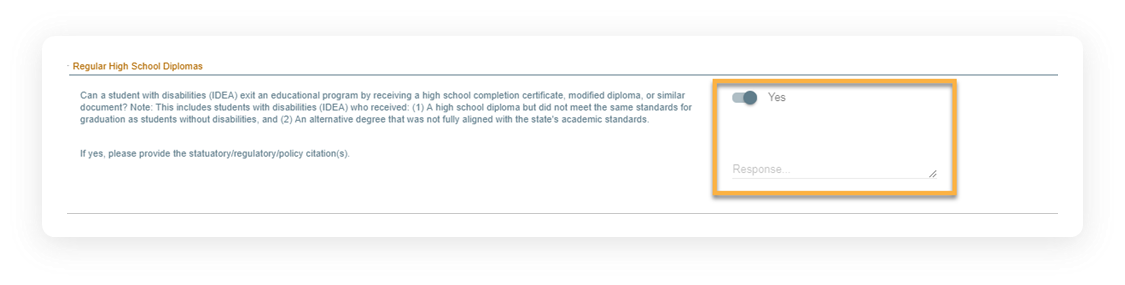 Regular High School Diplomas
Can a student with disabilities (IDEA) exit an educational program by receiving a high school completion certificate, modified diploma, or similar
document? Note: This includes students with disabilities (IDEA) who received: (1) A high school diploma but did not meet the same standards for
graduation as students without disabilities, and (2) An alternative degree that was not fully aligned with the state's academic standards.
Yes
If yes, please provide the statuatory/regulatory/policy citation(s).
Response...